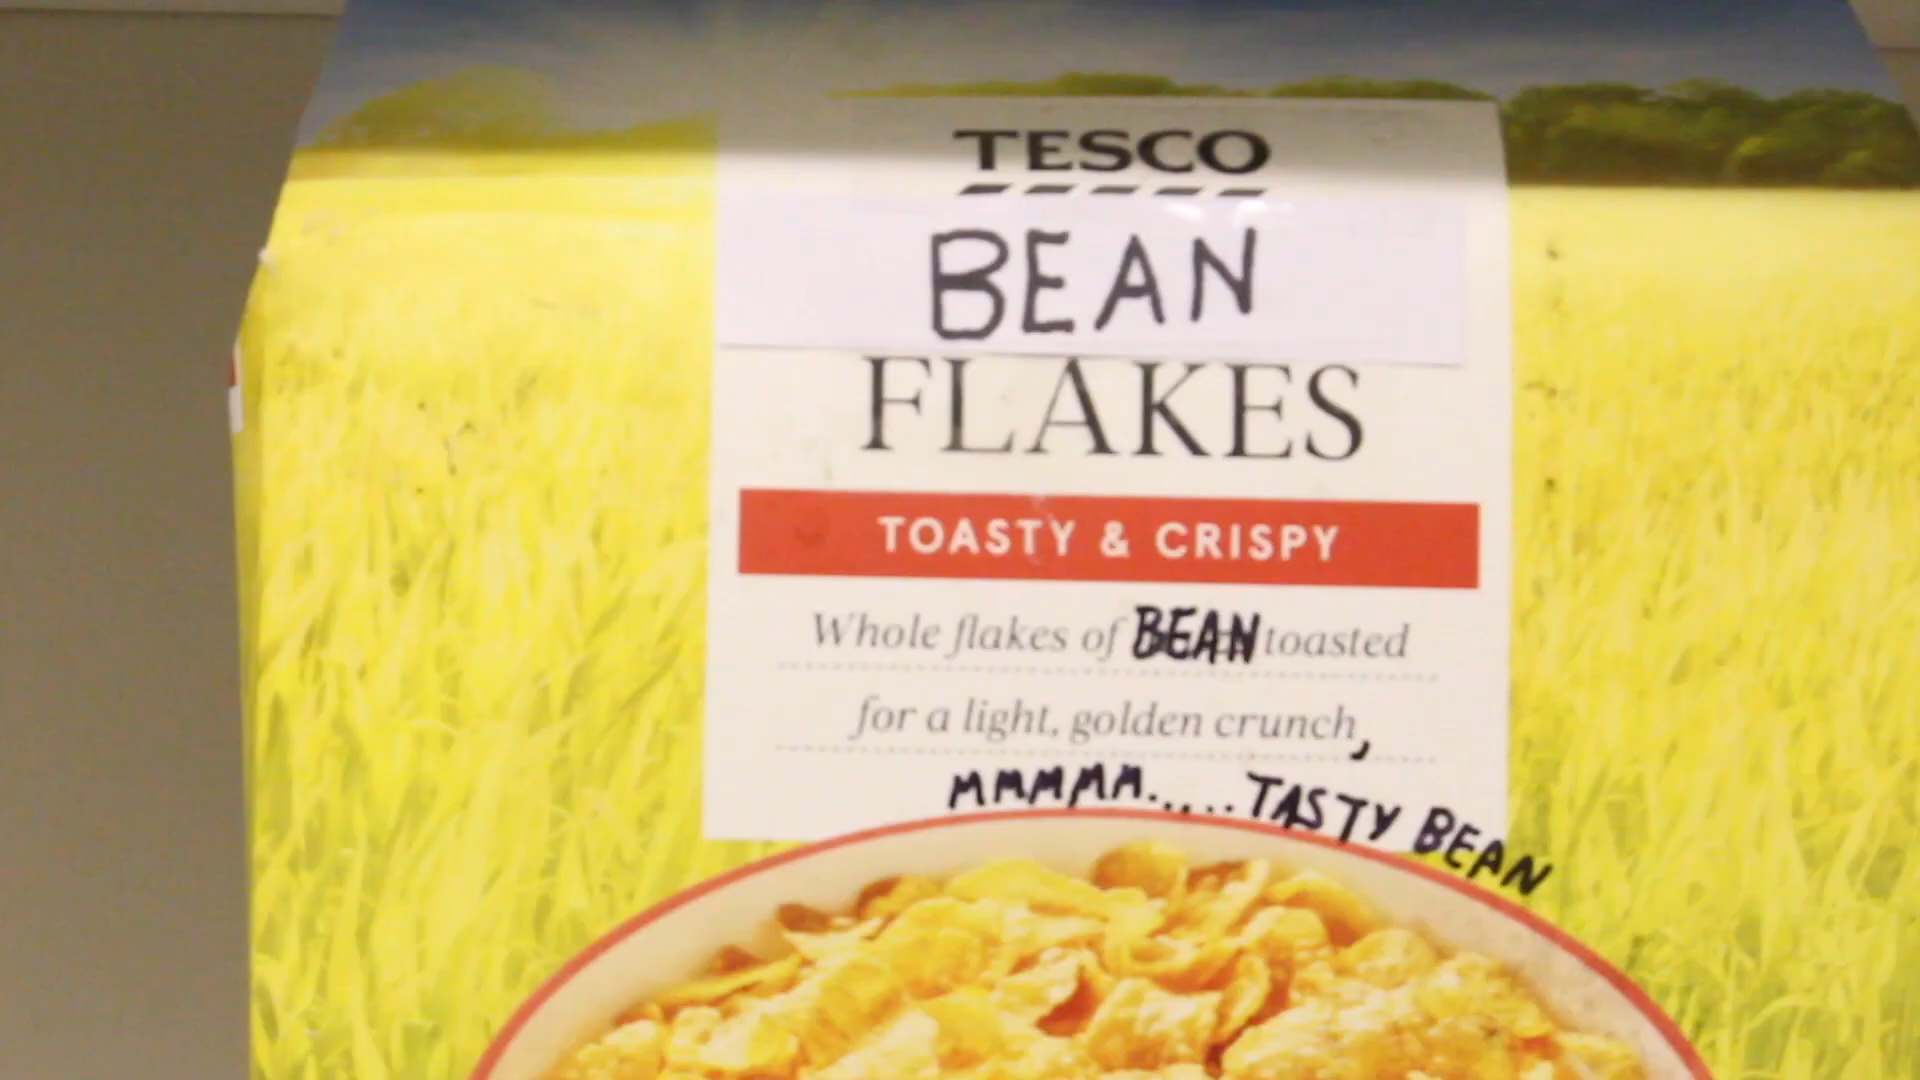 TESCO
BEAN
FLAKES
TOASTY & CRISPY
Whole flakes of BEAN toasted
for a light, golden crunch,
MMMMM..... TASTY BEAN